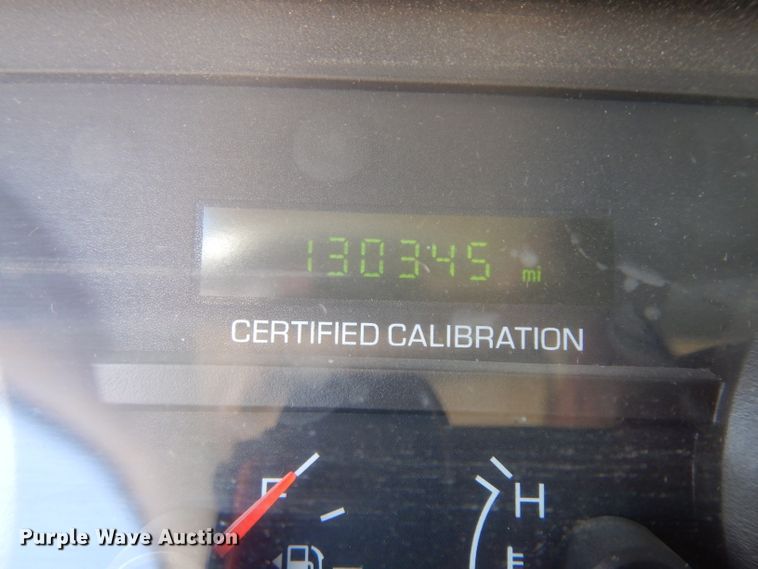 130345 mi
CERTIFIED CALIBRATION
F H
Purple Wave Auction